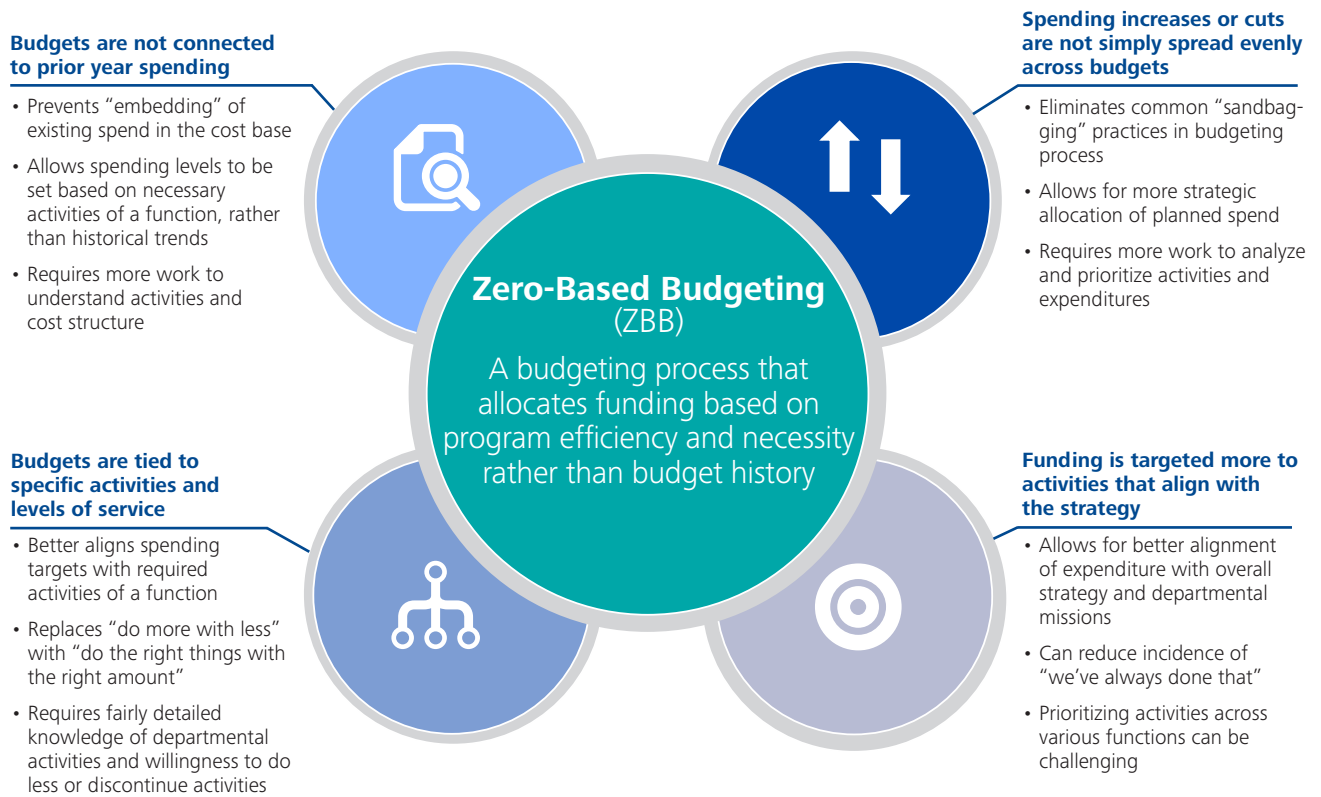 Budgets are not connected
to prior year spending
• Prevents “embedding” of
existing spend in the cost base
• Allows spending levels to be
set based on necessary
activities of a function, rather
than historical trends
• Requires more work to
understand activities and
cost structure
Spending increases or cuts
are not simply spread evenly
across budgets
• Eliminates common “sandbag-
ging” practices in budgeting
process
• Allows for more strategic
allocation of planned spend
• Requires more work to analyze
and prioritize activities and
expenditures
Zero-Based Budgeting
(ZBB)
A budgeting process that
allocates funding based on
program efficiency and necessity
rather than budget history
Budgets are tied to
specific activities and
levels of service
• Better aligns spending
targets with required
activities of a function
• Replaces “do more with less”
with “do the right things with
the right amount”
• Requires fairly detailed
knowledge of departmental
activities and willingness to do
less or discontinue activities
Funding is targeted more to
activities that align with
the strategy
• Allows for better alignment
of expenditure with overall
strategy and departmental
missions
• Can reduce incidence of
“we’ve always done that”
• Prioritizing activities across
various functions can be
challenging